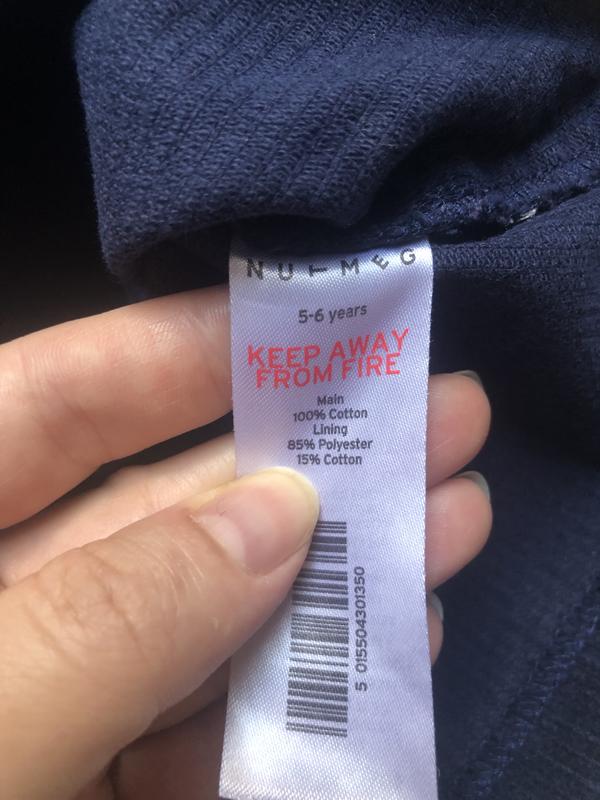 NUTMEG
5-6 years
KEEP AWAY
FROM FIRE
Main
100% Cotton
Lining
85% Polyester
15% Cotton
5 015504301350